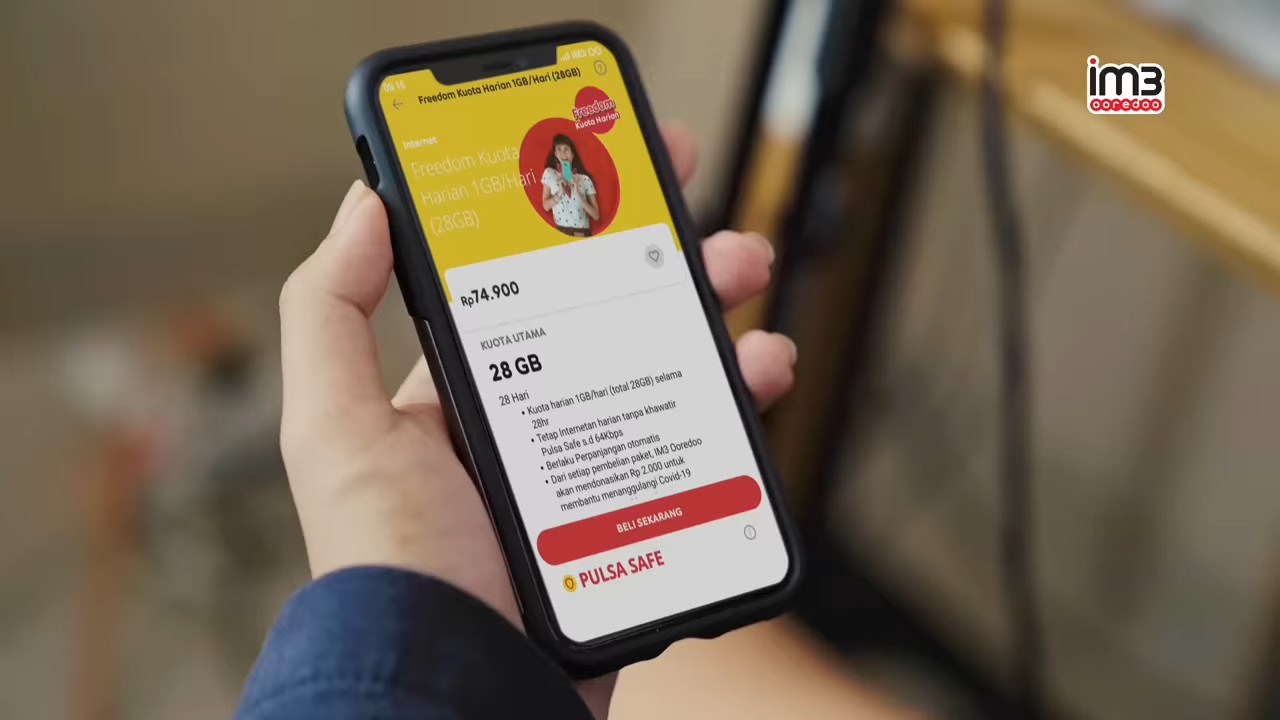 im3
ooredoo
09.15
IM3 OO
Freedom Kuota Harian 1GB/Hari (28GB)
?
Freedom
Kuota Harian
Internet
Freedom Kuota
Harian 1GB/Hari
(28GB)
Rp74.900
KUOTA UTAMA
28 GB
28 Hari
• Kuota harian 1GB/hari (total 28GB) selama
28hr
• Tetap Internetan harian tanpa khawatir
Pulsa Safe s.d 64Kbps
• Berlaku Perpanjangan otomatis
• Dari setiap pembelian paket, IM3 Ooredoo
akan mendonasikan Rp 2.000 untuk
membantu menanggulangi Covid-19
BELI SEKARANG
PULSA SAFE